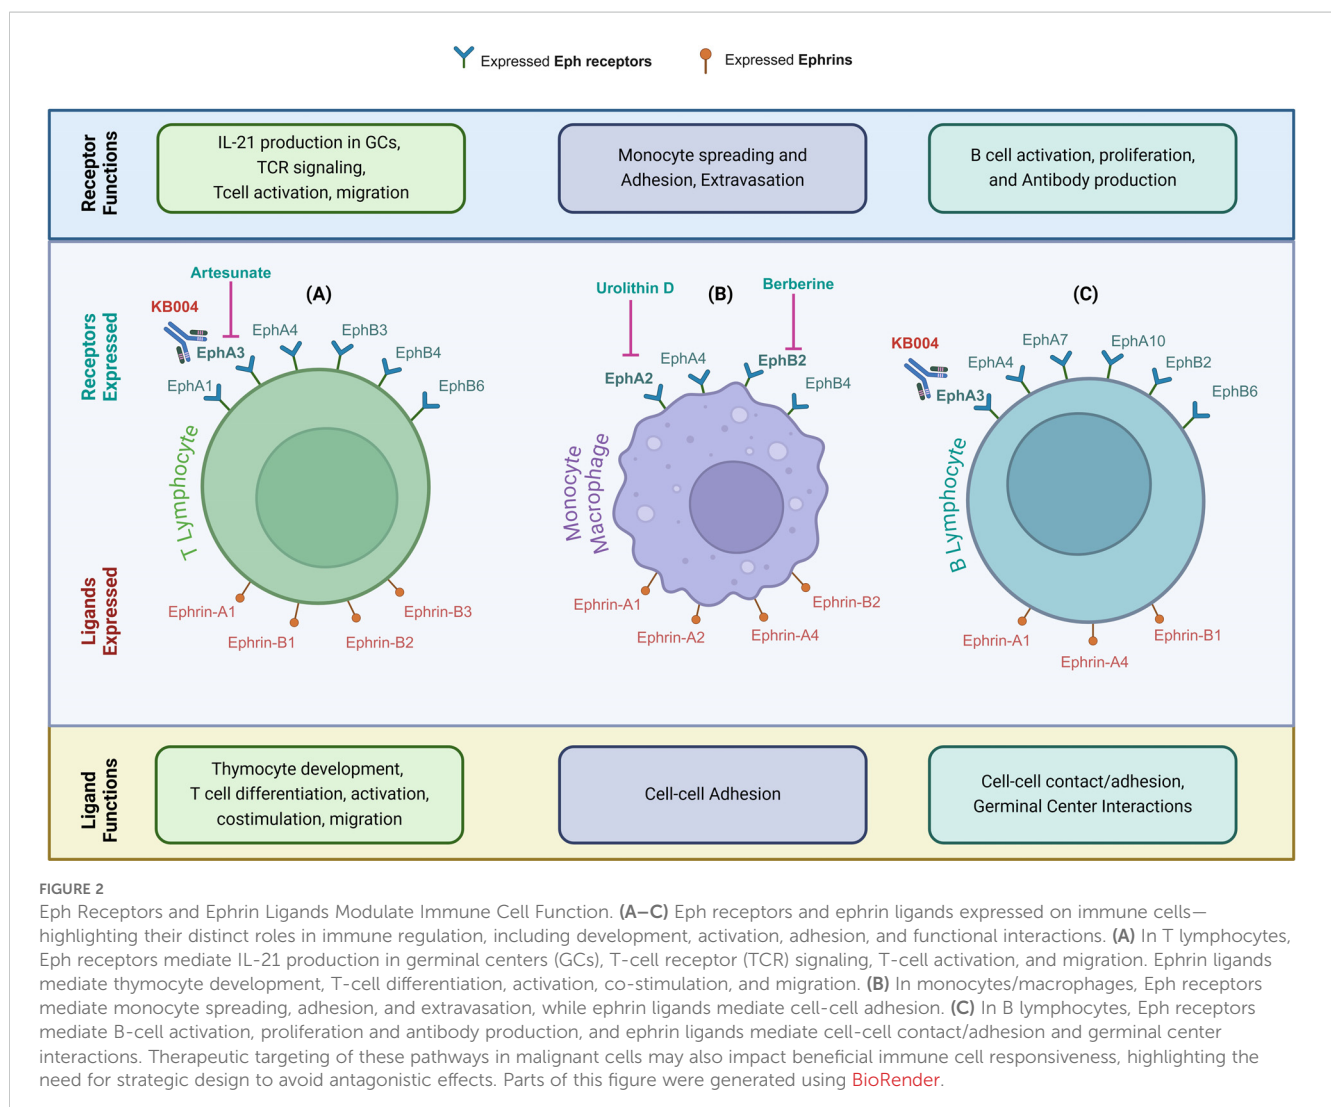 Expressed Eph receptors
Expressed Ephrins
Receptor
Functions
IL-21 production in GCs,
TCR signaling,
Tcell activation, migration
Monocyte spreading and
Adhesion, Extravasation
B cell activation, proliferation,
and Antibody production
Receptors
Expressed
Artesunate
(A)
KB004
EphA1
EphA3
EphA4
EphB3
EphB4
EphB6
T Lymphocyte
Urolithin D
(B)
Berberine
EphA2
EphA4
EphB2
EphB4
Monocyte
Macrophage
(C)
KB004
EphA3
EphA4
EphA7
EphA10
EphB2
EphB6
B Lymphocyte
Ligands
Expressed
Ephrin-A1
Ephrin-B1
Ephrin-B2
Ephrin-B3
Ephrin-A1
Ephrin-A2
Ephrin-A4
Ephrin-B2
Ephrin-A1
Ephrin-A4
Ephrin-B1
Ligand
Functions
Thymocyte development,
T cell differentiation, activation,
costimulation, migration
Cell-cell Adhesion
Cell-cell contact/adhesion,
Germinal Center Interactions
FIGURE 2
Eph Receptors and Ephrin Ligands Modulate Immune Cell Function. (A–C) Eph receptors and ephrin ligands expressed on immune cells—
highlighting their distinct roles in immune regulation, including development, activation, adhesion, and functional interactions. (A) In T lymphocytes,
Eph receptors mediate IL-21 production in germinal centers (GCs), T-cell receptor (TCR) signaling, T-cell activation, and migration. Ephrin ligands
mediate thymocyte development, T-cell differentiation, activation, co-stimulation, and migration. (B) In monocytes/macrophages, Eph receptors
mediate monocyte spreading, adhesion, and extravasation, while ephrin ligands mediate cell-cell adhesion. (C) In B lymphocytes, Eph receptors
mediate B-cell activation, proliferation and antibody production, and ephrin ligands mediate cell-cell contact/adhesion and germinal center
interactions. Therapeutic targeting of these pathways in malignant cells may also impact beneficial immune cell responsiveness, highlighting the
need for strategic design to avoid antagonistic effects. Parts of this figure were generated using BioRender.